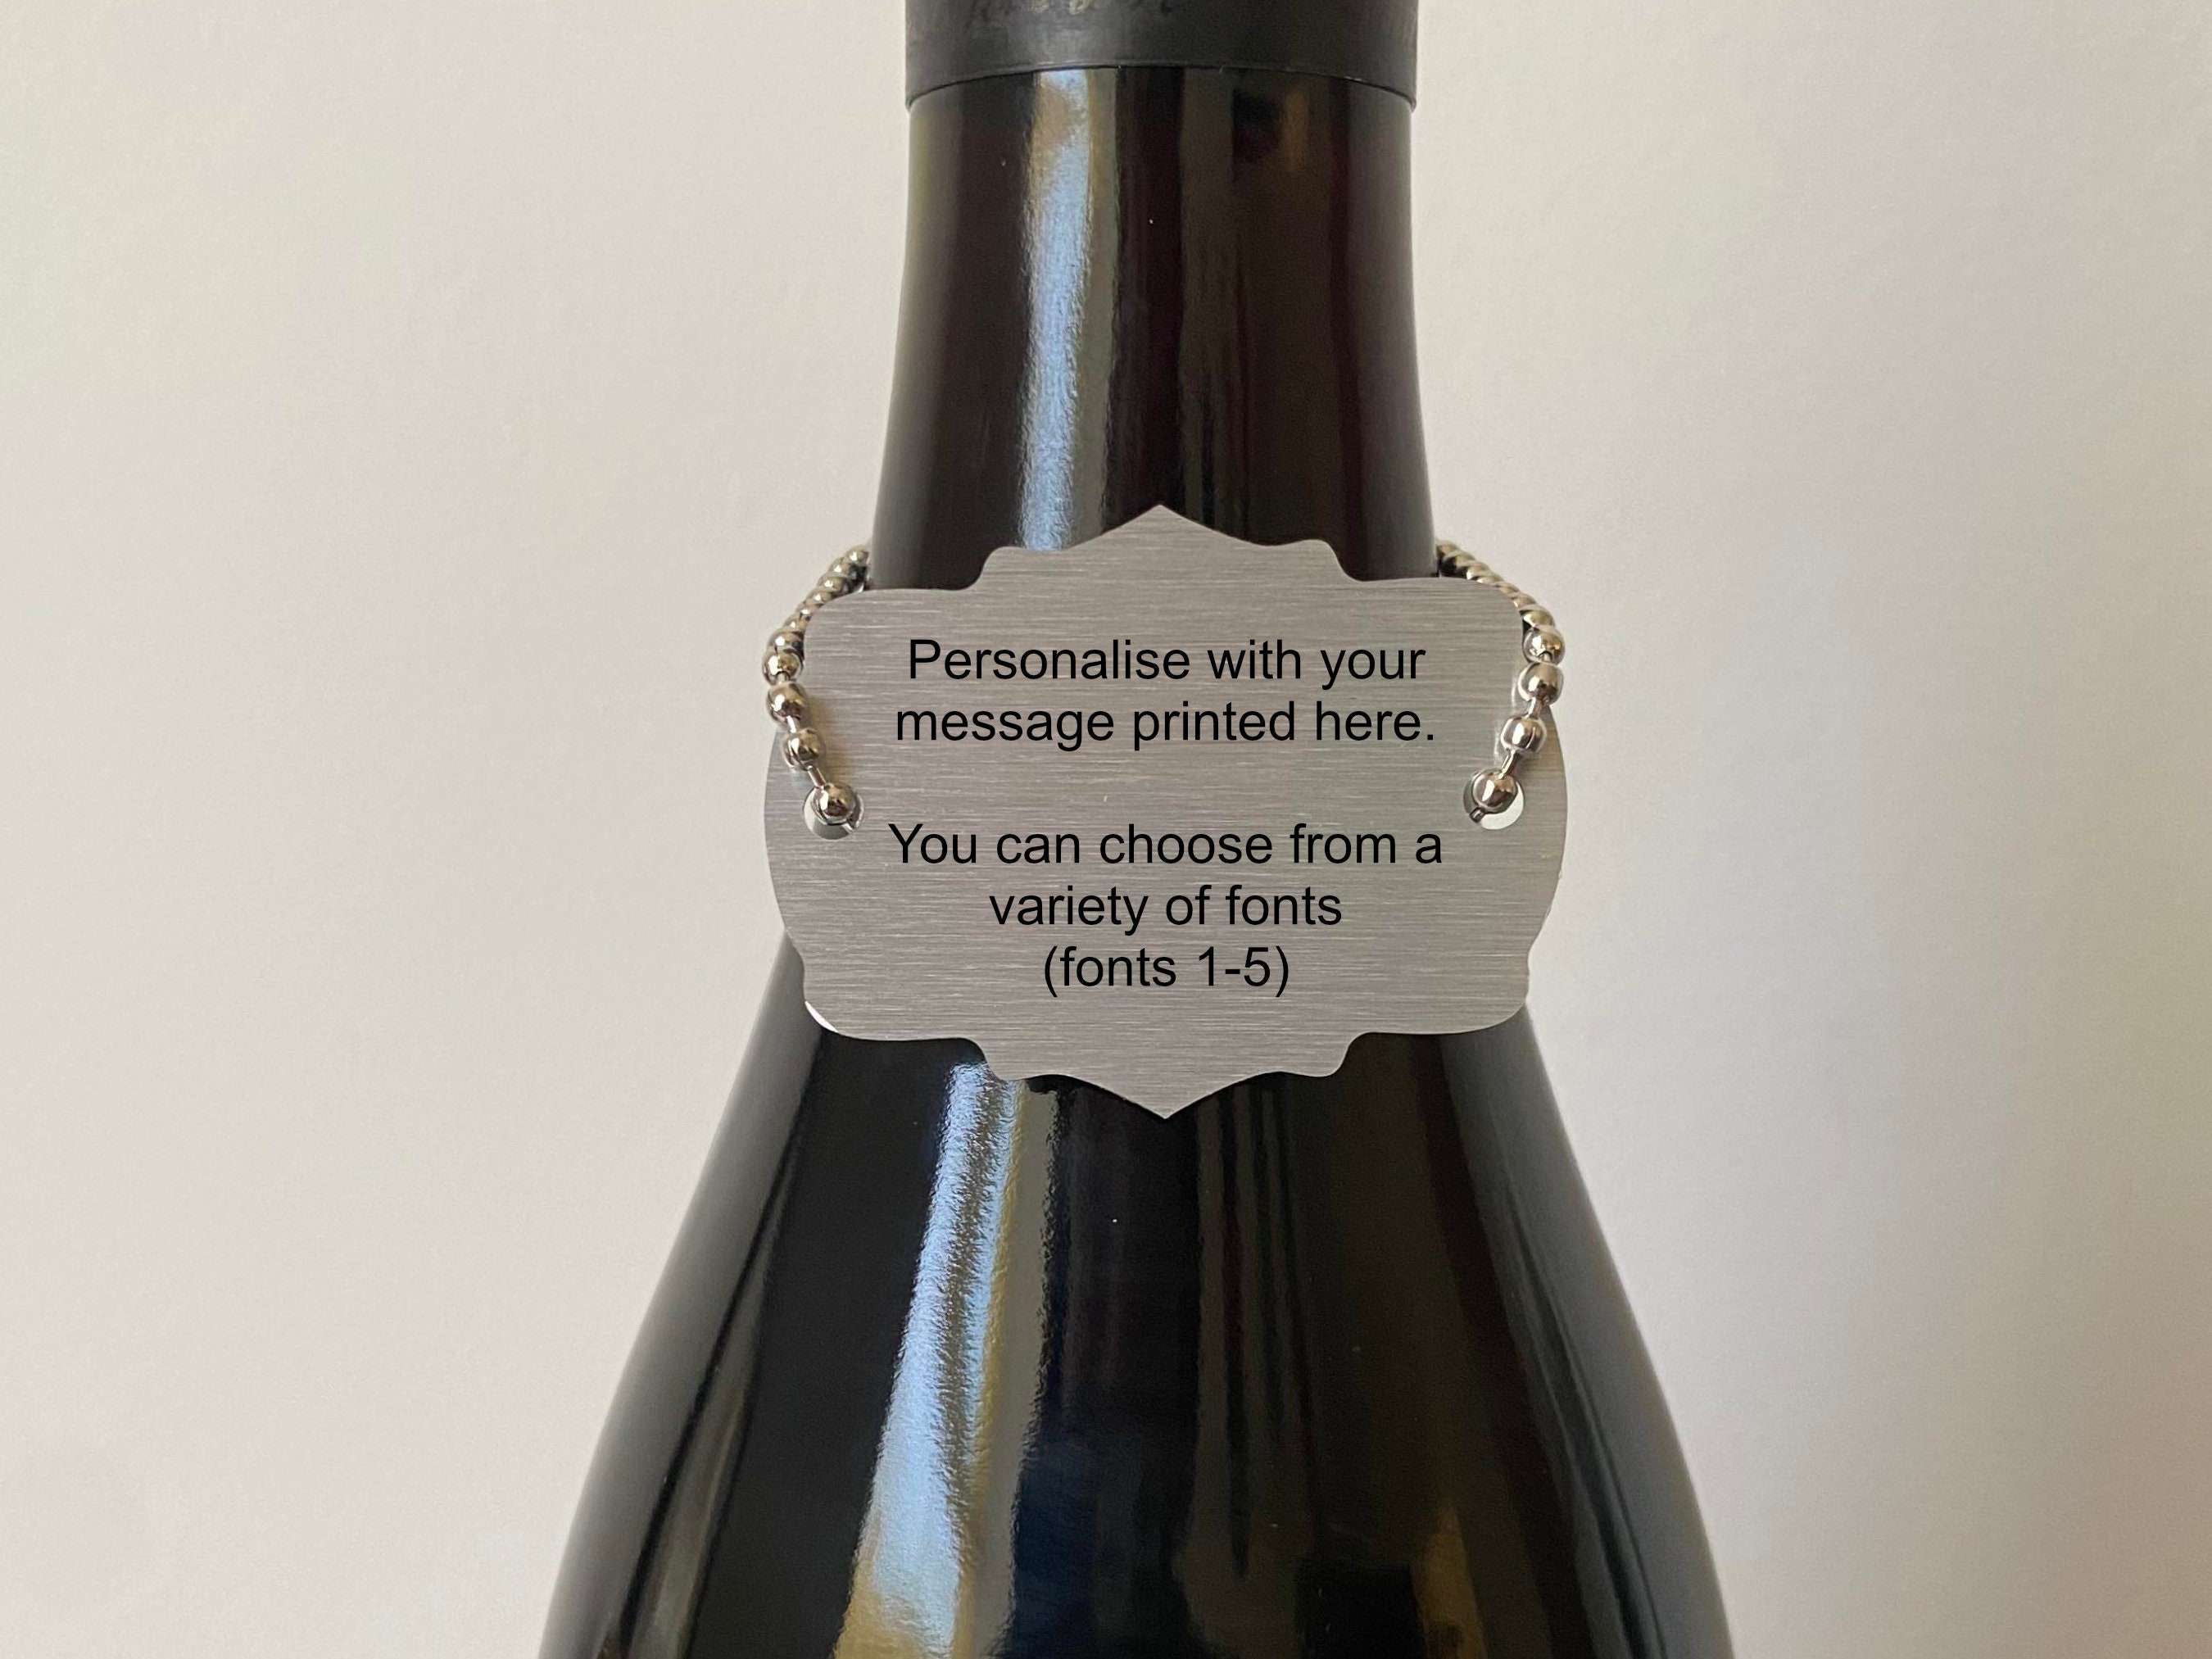 Personalise with your
message printed here.
You can choose from a
variety of fonts
(fonts 1-5)